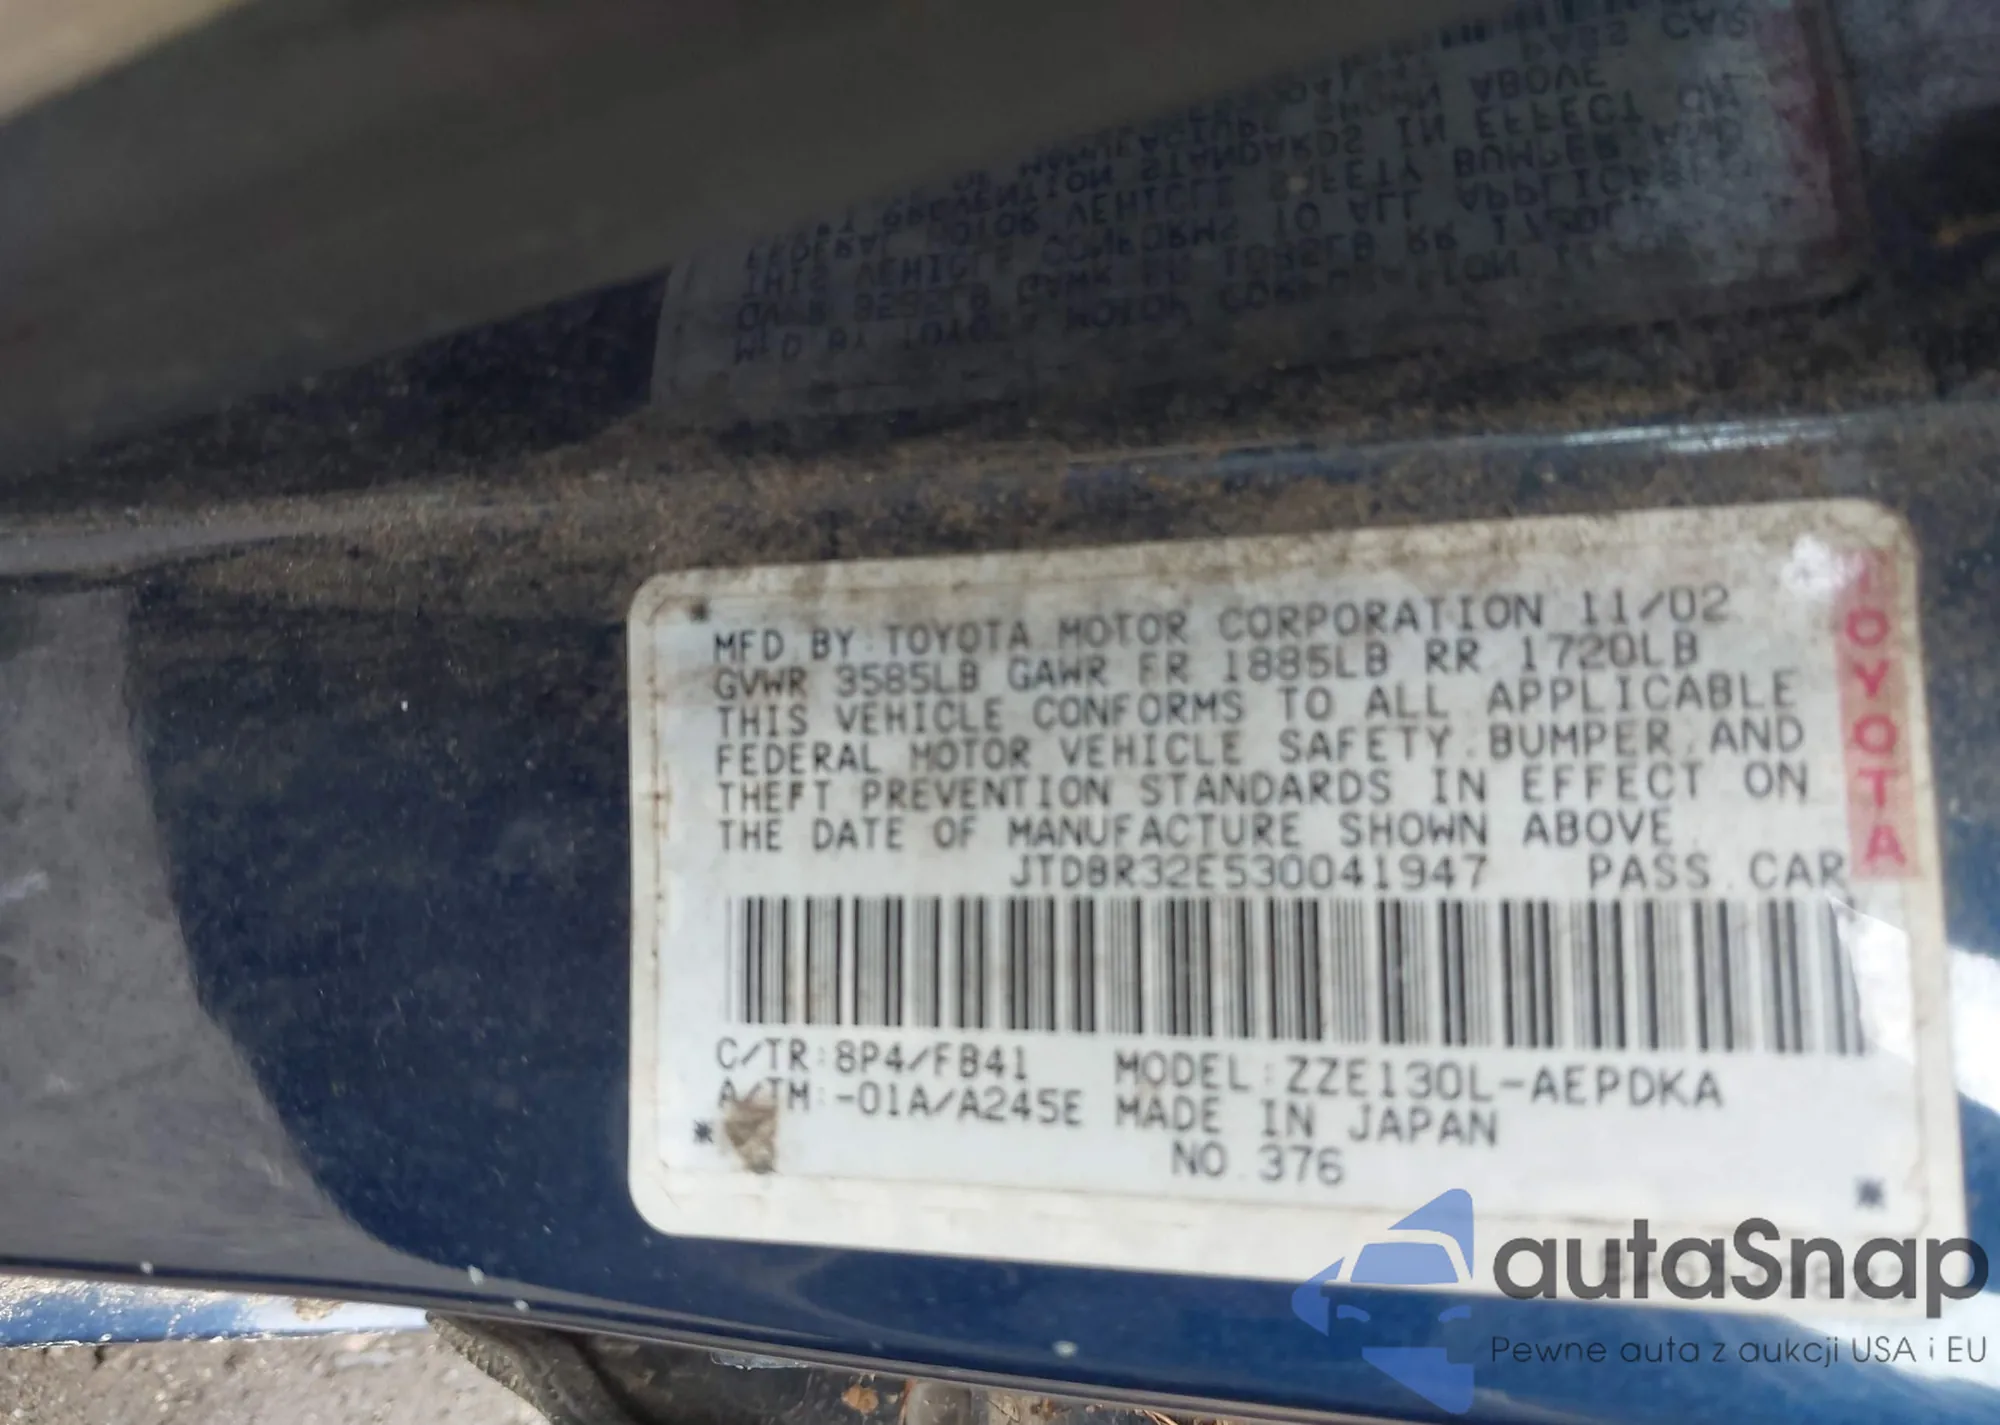 MFD. BY: TOYOTA MOTOR CORPORATION 11/02
GVWR 3585LB GAWR FR 1885LB RR 1720LB
THIS VEHICLE CONFORMS TO ALL APPLICABLE
FEDERAL MOTOR VEHICLE SAFETY, BUMPER, AND
THEFT PREVENTION STANDARDS IN EFFECT ON
THE DATE OF MANUFACTURE SHOWN ABOVE.
JTDBR32E530041947 PASS. CAR
TOYOTA
C/TR: 8P4/FB41 MODEL: ZZE130L-AEPDKA
A/TM: -01A/A245E MADE IN JAPAN
NO. 376
autaSnap
Pewne auta z aukcji USA i EU